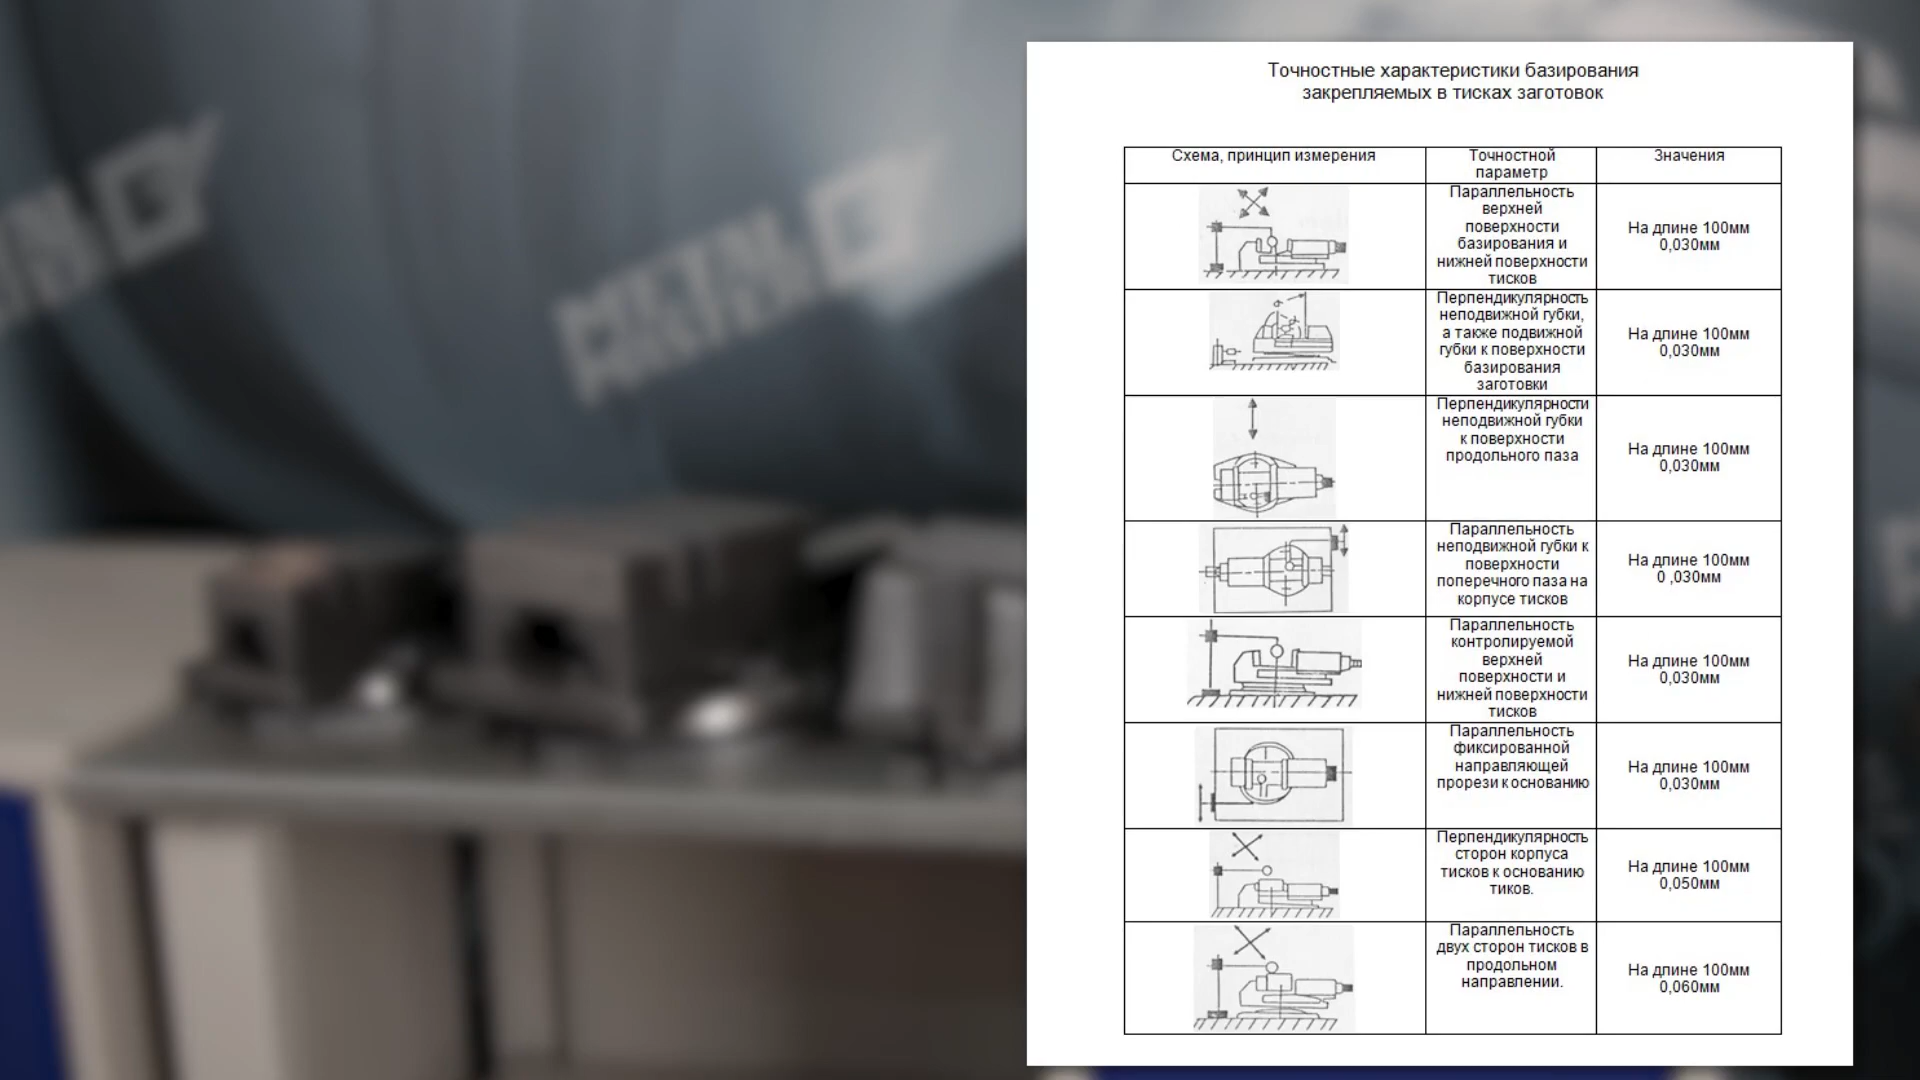 Точностные характеристики базирования
закрепляемых в тисках заготовок
Схема, принцип измерения
Точностной
параметр
Значения
Параллельность
верхней
поверхности
базирования и
нижней поверхности
тисков
На длине 100мм
0,030мм
Перпендикулярность
неподвижной губки,
а также подвижной
губки к поверхности
базирования
заготовки
На длине 100мм
0,030мм
Перпендикулярности
неподвижной губки
к поверхности
продольного паза
На длине 100мм
0,030мм
Параллельность
неподвижной губки к
поверхности
поперечного паза на
корпусе тисков
На длине 100мм
0 ,030мм
Параллельность
контролируемой
верхней
поверхности и
нижней поверхности
тисков
На длине 100мм
0,030мм
Параллельность
фиксированной
направляющей
прорези к основанию
На длине 100мм
0,030мм
Перпендикулярность
сторон корпуса
тисков к основанию
тиков.
На длине 100мм
0,050мм
Параллельность
двух сторон тисков в
продольном
направлении.
На длине 100мм
0,060мм